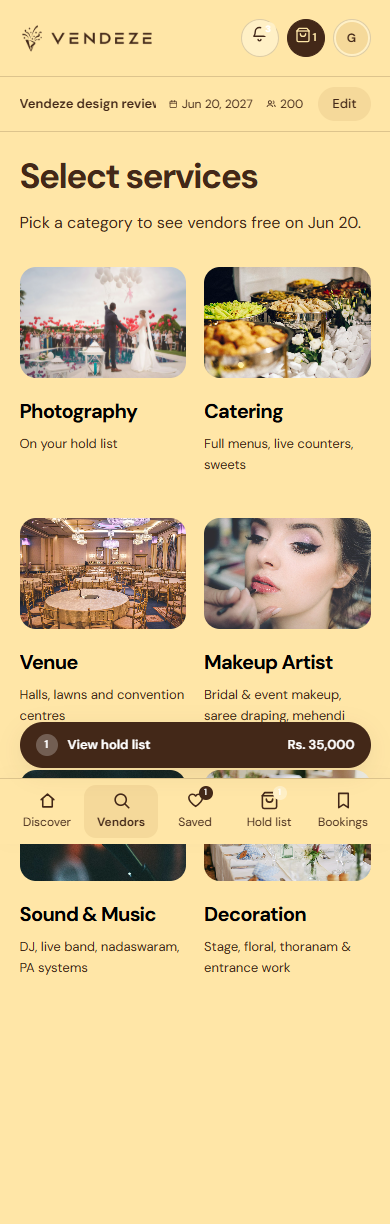 VENDEZE
1
G
Vendeze design review
Jun 20, 2027
200
Edit
Select services
Pick a category to see vendors free on Jun 20.
Photography
Catering
On your hold list
Full menus, live counters,
sweets
Venue
Makeup Artist
Halls, lawns and convention
centres
Bridal & event makeup,
saree draping, mehendi
1 View hold list Rs. 35,000
Discover
Vendors
1
Saved
Hold list
Bookings
Sound & Music
Decoration
DJ, live band, nadaswaram,
PA systems
Stage, floral, thoranam &
entrance work